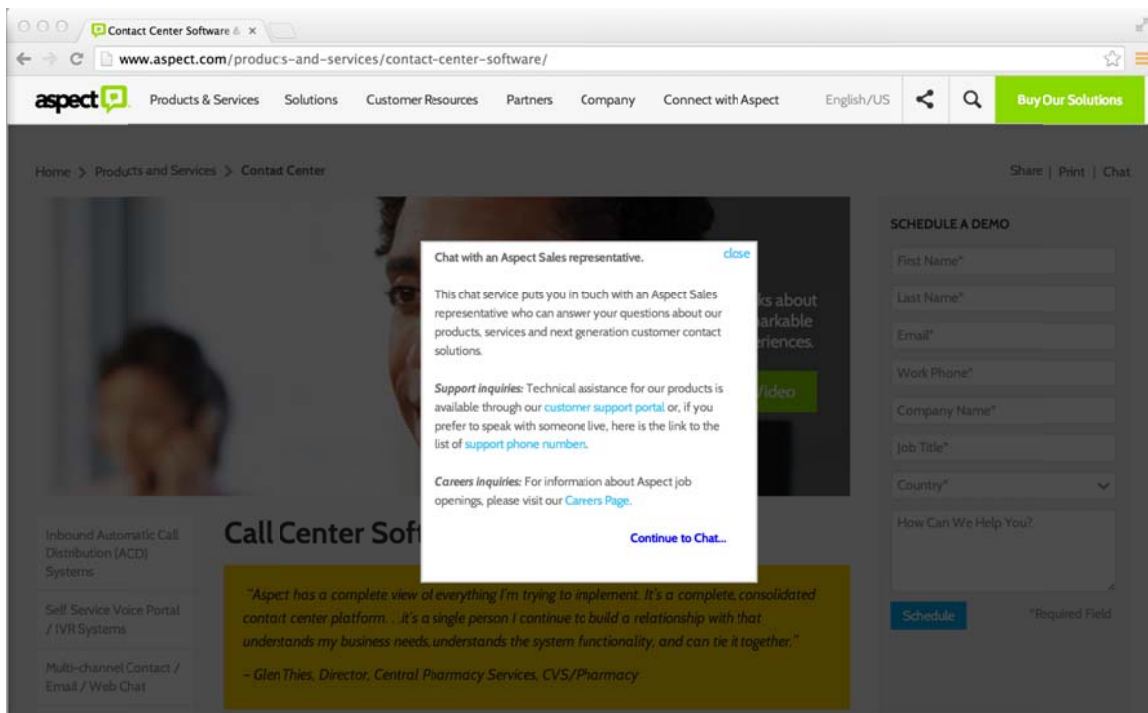 Contact Center Software &
www.aspect.com/products-and-services/contact-center-software/
aspect
Products & Services Solutions Customer Resources Partners Company Connect with Aspect English/US Buy Our Solutions
Home > Products and Services > Contact Center
Share | Print | Chat
ks about
arkable
eriences.
Video
Chat with an Aspect Sales representative.
close
This chat service puts you in touch with an Aspect Sales
representative who can answer your questions about our
products, services and next generation customer contact
solutions.
Support inquiries: Technical assistance for our products is
available through our customer support portal or, if you
prefer to speak with someone live, here is the link to the
list of support phone numbers.
Careers inquiries: For information about Aspect job
openings, please visit our Careers Page.
Continue to Chat...
SCHEDULE A DEMO
First Name*
Last Name*
Email*
Work Phone*
Company Name*
Job Title*
Country*
How Can We Help You?
Schedule
*Required Field
Inbound Automatic Call
Distribution (ACD)
Systems
Self Service Voice Portal
/ IVR Systems
Multi-channel Contact /
Email / Web Chat
Call Center Sof
"Aspect has a complete view of everything I'm trying to implement. It's a complete, consolidated
contact center platform. . .it's a single person I continue to build a relationship with that
understands my business needs, understands the system functionality, and can tie it together."
– Glen Thies, Director, Central Pharmacy Services, CVS/Pharmacy